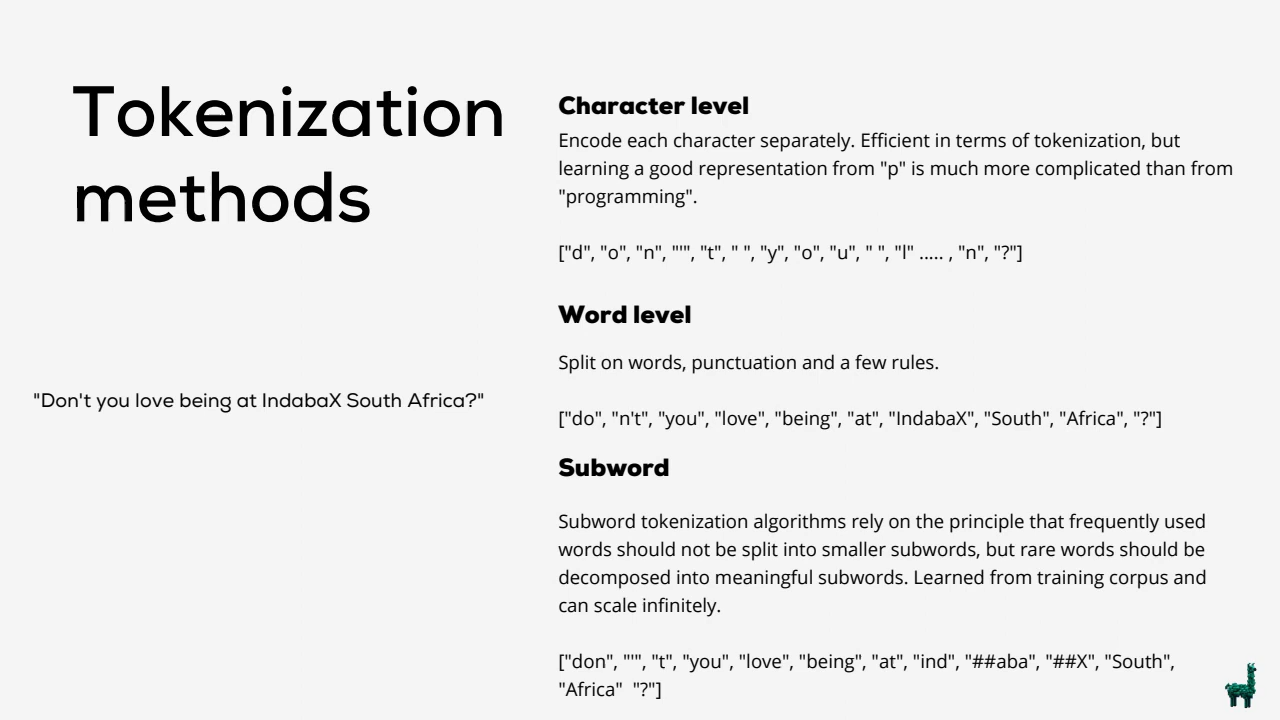 Tokenization
methods
"Don't you love being at IndabaX South Africa?"
Character level
Encode each character separately. Efficient in terms of tokenization, but
learning a good representation from "p" is much more complicated than from
"programming".
["d", "o", "n", "'", "t", " ", "y", "o", "u", " ", "l" ..... , "n", "?"]
Word level
Split on words, punctuation and a few rules.
["do", "n't", "you", "love", "being", "at", "IndabaX", "South", "Africa", "?"]
Subword
Subword tokenization algorithms rely on the principle that frequently used
words should not be split into smaller subwords, but rare words should be
decomposed into meaningful subwords. Learned from training corpus and
can scale infinitely.
["don", "'", "t", "you", "love", "being", "at", "ind", "##aba", "##X", "South",
"Africa"  "?"]